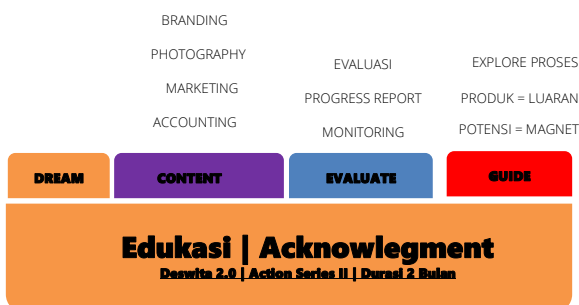 BRANDING
PHOTOGRAPHY
MARKETING
ACCOUNTING
EVALUASI
PROGRESS REPORT
MONITORING
EXPLORE PROSES
PRODUK = LUARAN
POTENSI = MAGNET
DREAM
CONTENT
EVALUATE
GUIDE
Edukasi | Acknowlegment
Deswita 2.0 | Action Series II | Durasi 2 Bulan